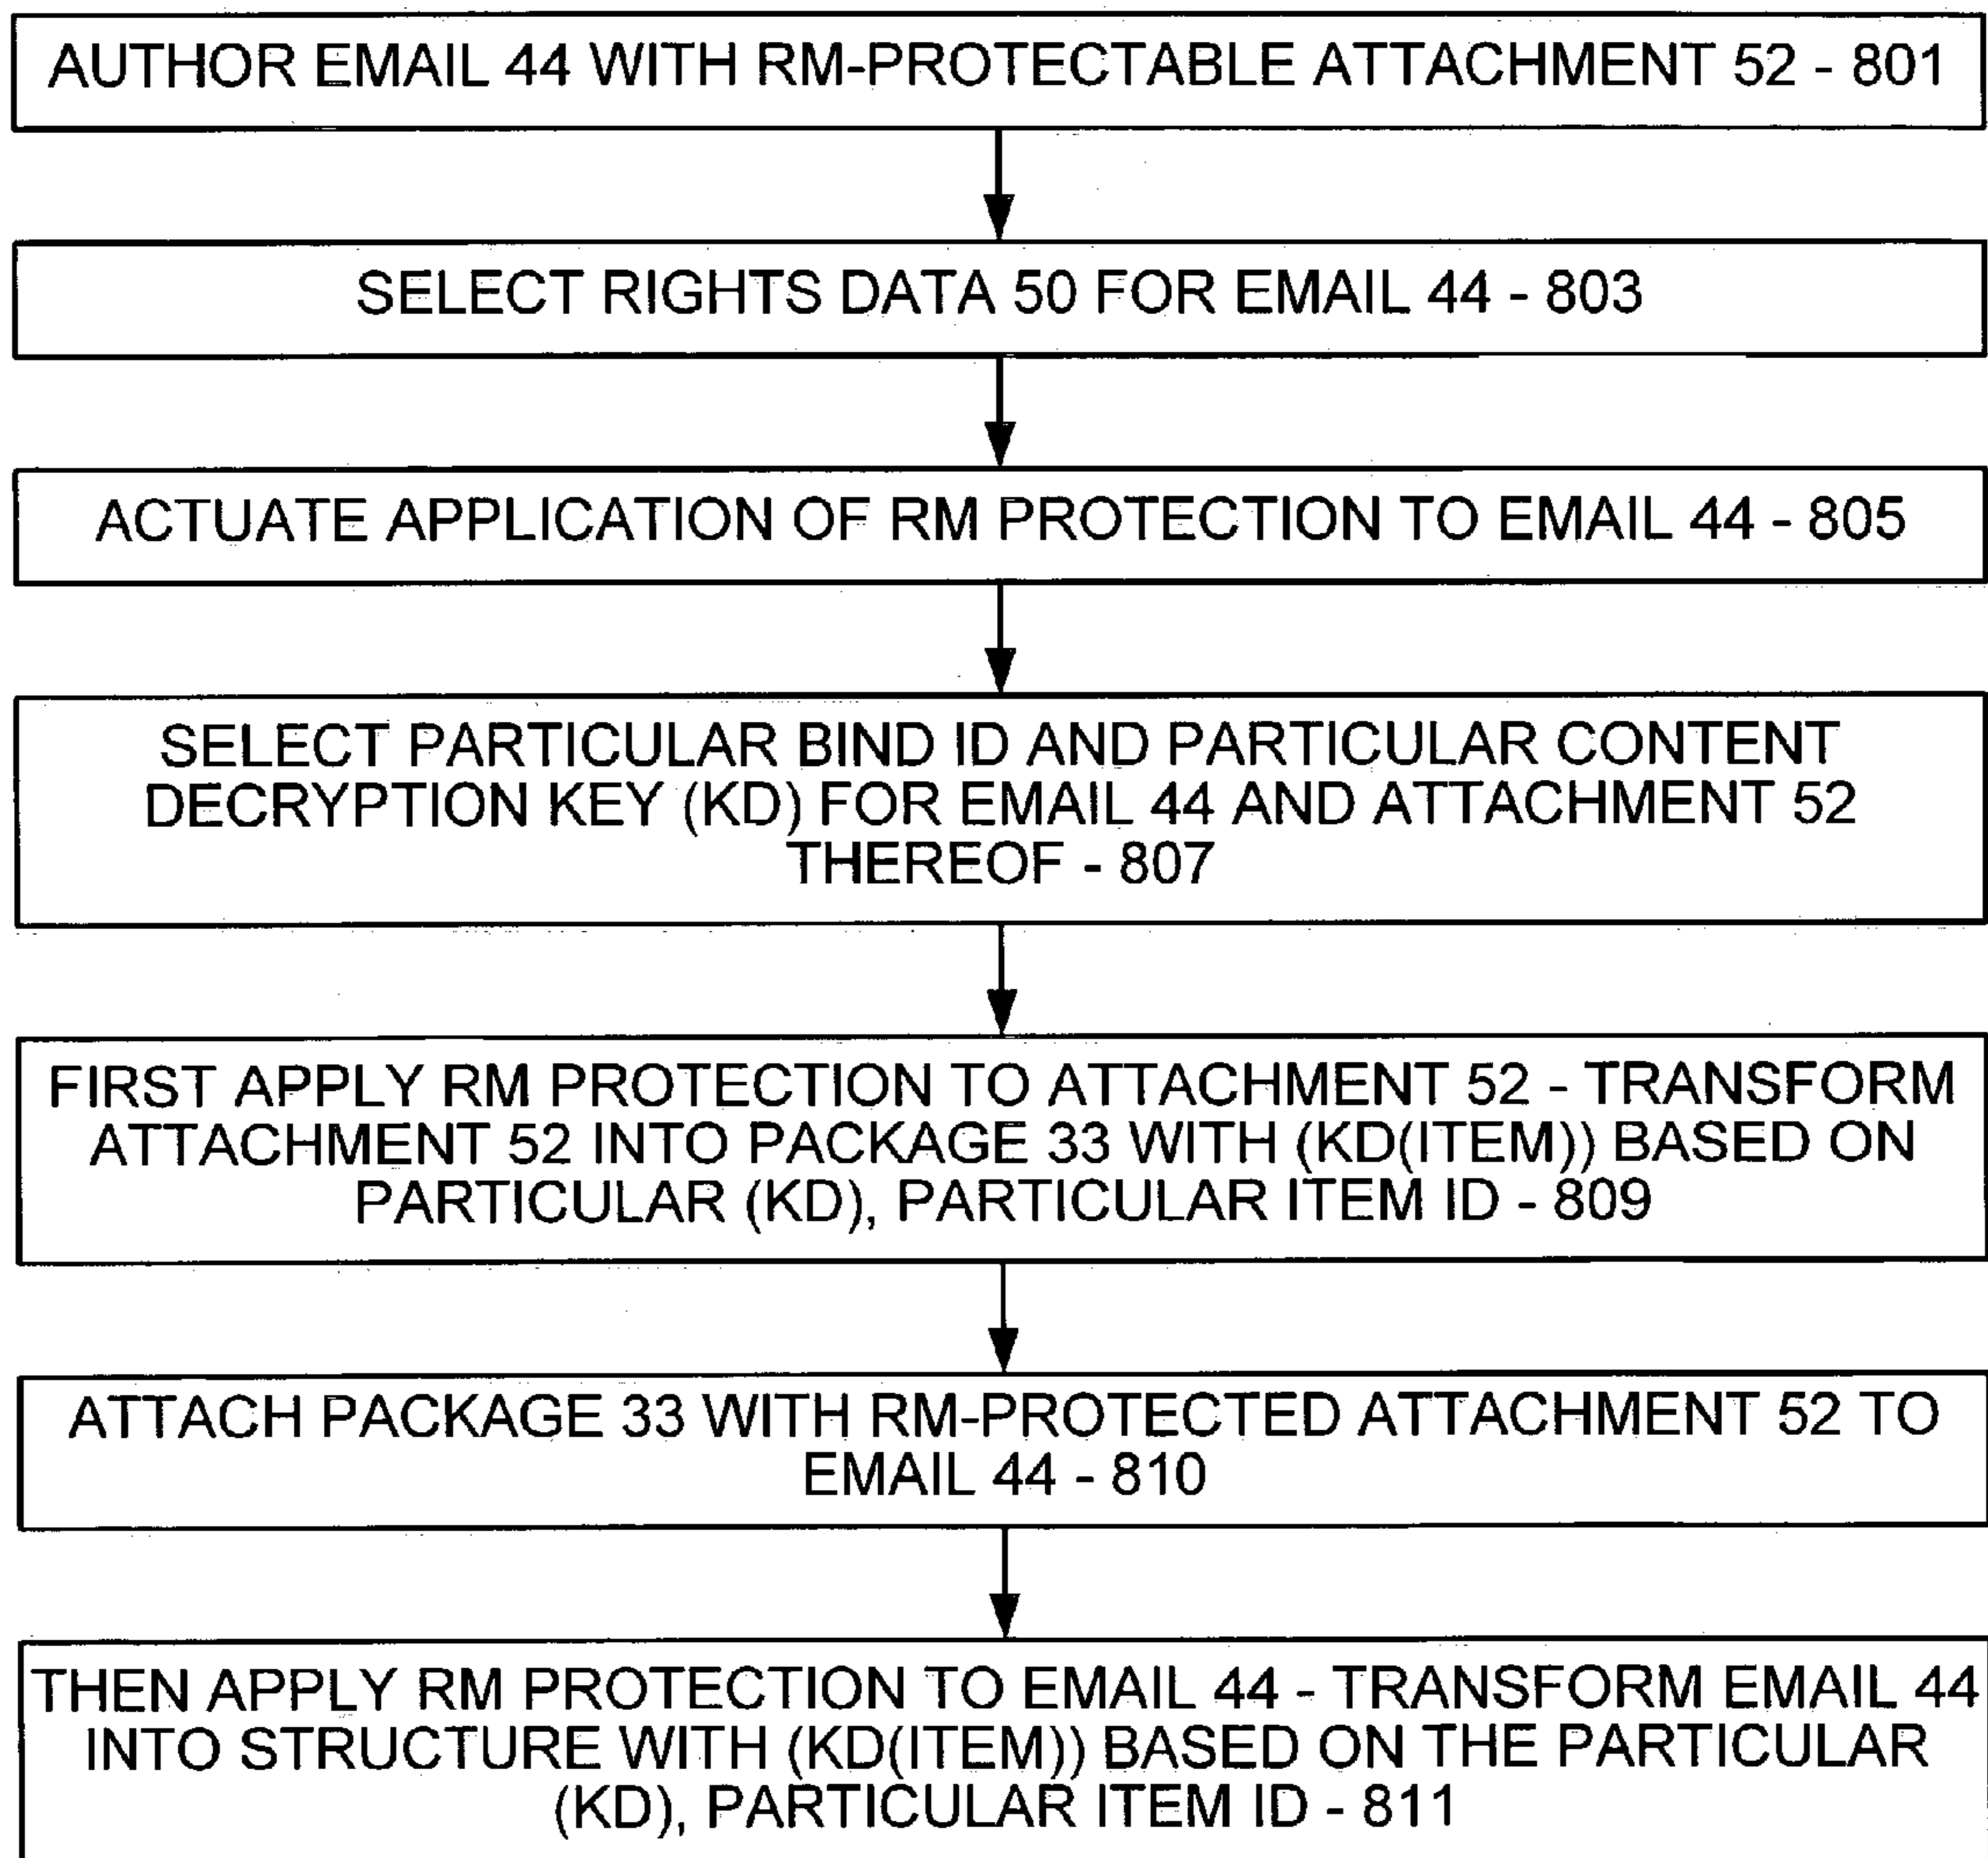 AUTHOR EMAIL 44 WITH RM-PROTECTABLE ATTACHMENT 52 - 801
SELECT RIGHTS DATA 50 FOR EMAIL 44 - 803
ACTUATE APPLICATION OF RM PROTECTION TO EMAIL 44 - 805
SELECT PARTICULAR BIND ID AND PARTICULAR CONTENT
DECRYPTION KEY (KD) FOR EMAIL 44 AND ATTACHMENT 52
THEREOF - 807
FIRST APPLY RM PROTECTION TO ATTACHMENT 52 - TRANSFORM
ATTACHMENT 52 INTO PACKAGE 33 WITH (KD(ITEM)) BASED ON
PARTICULAR (KD), PARTICULAR ITEM ID - 809
ATTACH PACKAGE 33 WITH RM-PROTECTED ATTACHMENT 52 TO
EMAIL 44 - 810
THEN APPLY RM PROTECTION TO EMAIL 44 - TRANSFORM EMAIL 44
INTO STRUCTURE WITH (KD(ITEM)) BASED ON THE PARTICULAR
(KD), PARTICULAR ITEM ID - 811